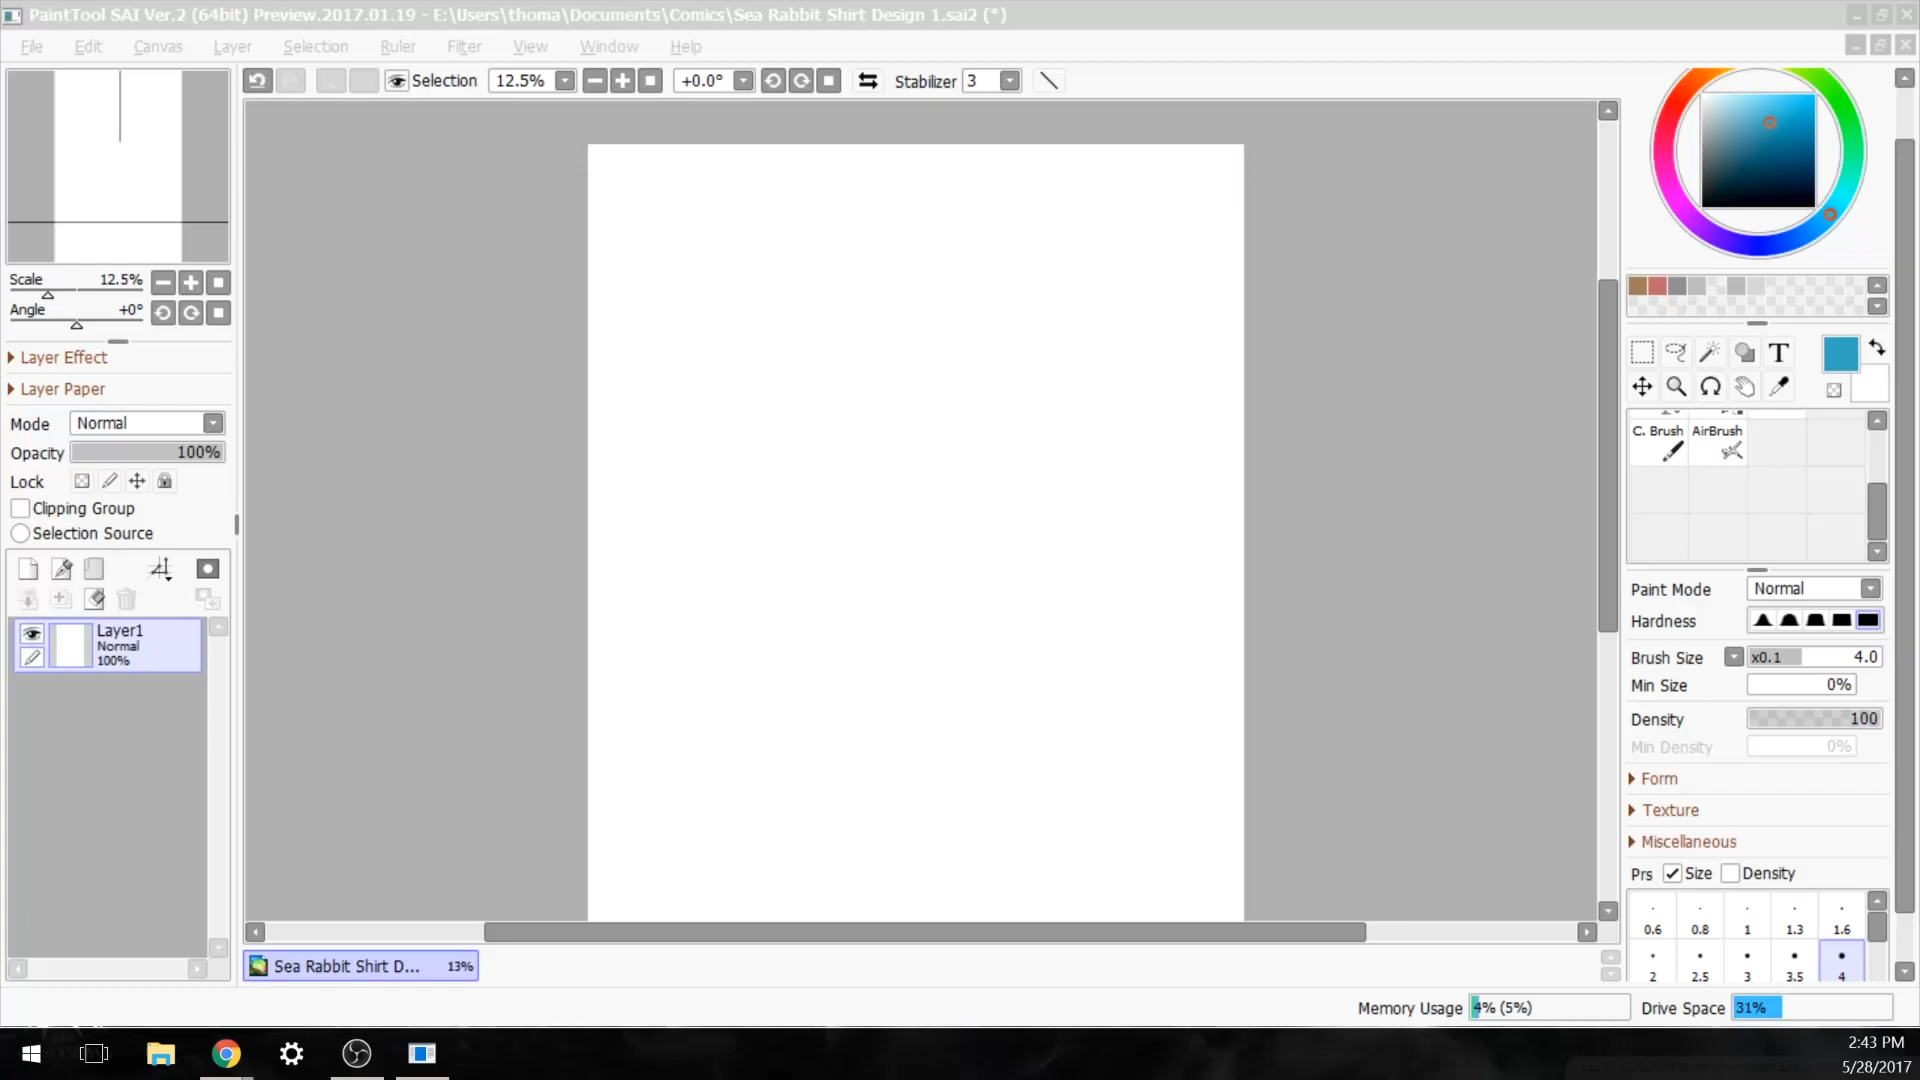 PaintTool SAI Ver.2 (64bit) Preview.2017.01.19 - E:\Users\thoma\Documents\Comics\Sea Rabbit Shirt Design 1.sai2 (*)
File Edit Canvas Layer Selection Ruler Filter View Window Help
Selection 12.5% +0.0° Stabilizer 3
Scale 12.5%
Angle +0°
Layer Effect
Layer Paper
Mode Normal
Opacity 100%
Lock
Clipping Group
Selection Source
Layer1
Normal
100%
Sea Rabbit Shirt D... 13%
T
C. Brush AirBrush
Paint Mode Normal
Hardness
Brush Size x0.1 4.0
Min Size 0%
Density 100
Min Density 0%
Form
Texture
Miscellaneous
Prs Size Density
0.6 0.8 1 1.3 1.6
2 2.5 3 3.5 4
Memory Usage 4% (5%) Drive Space 31%
2:43 PM
5/28/2017